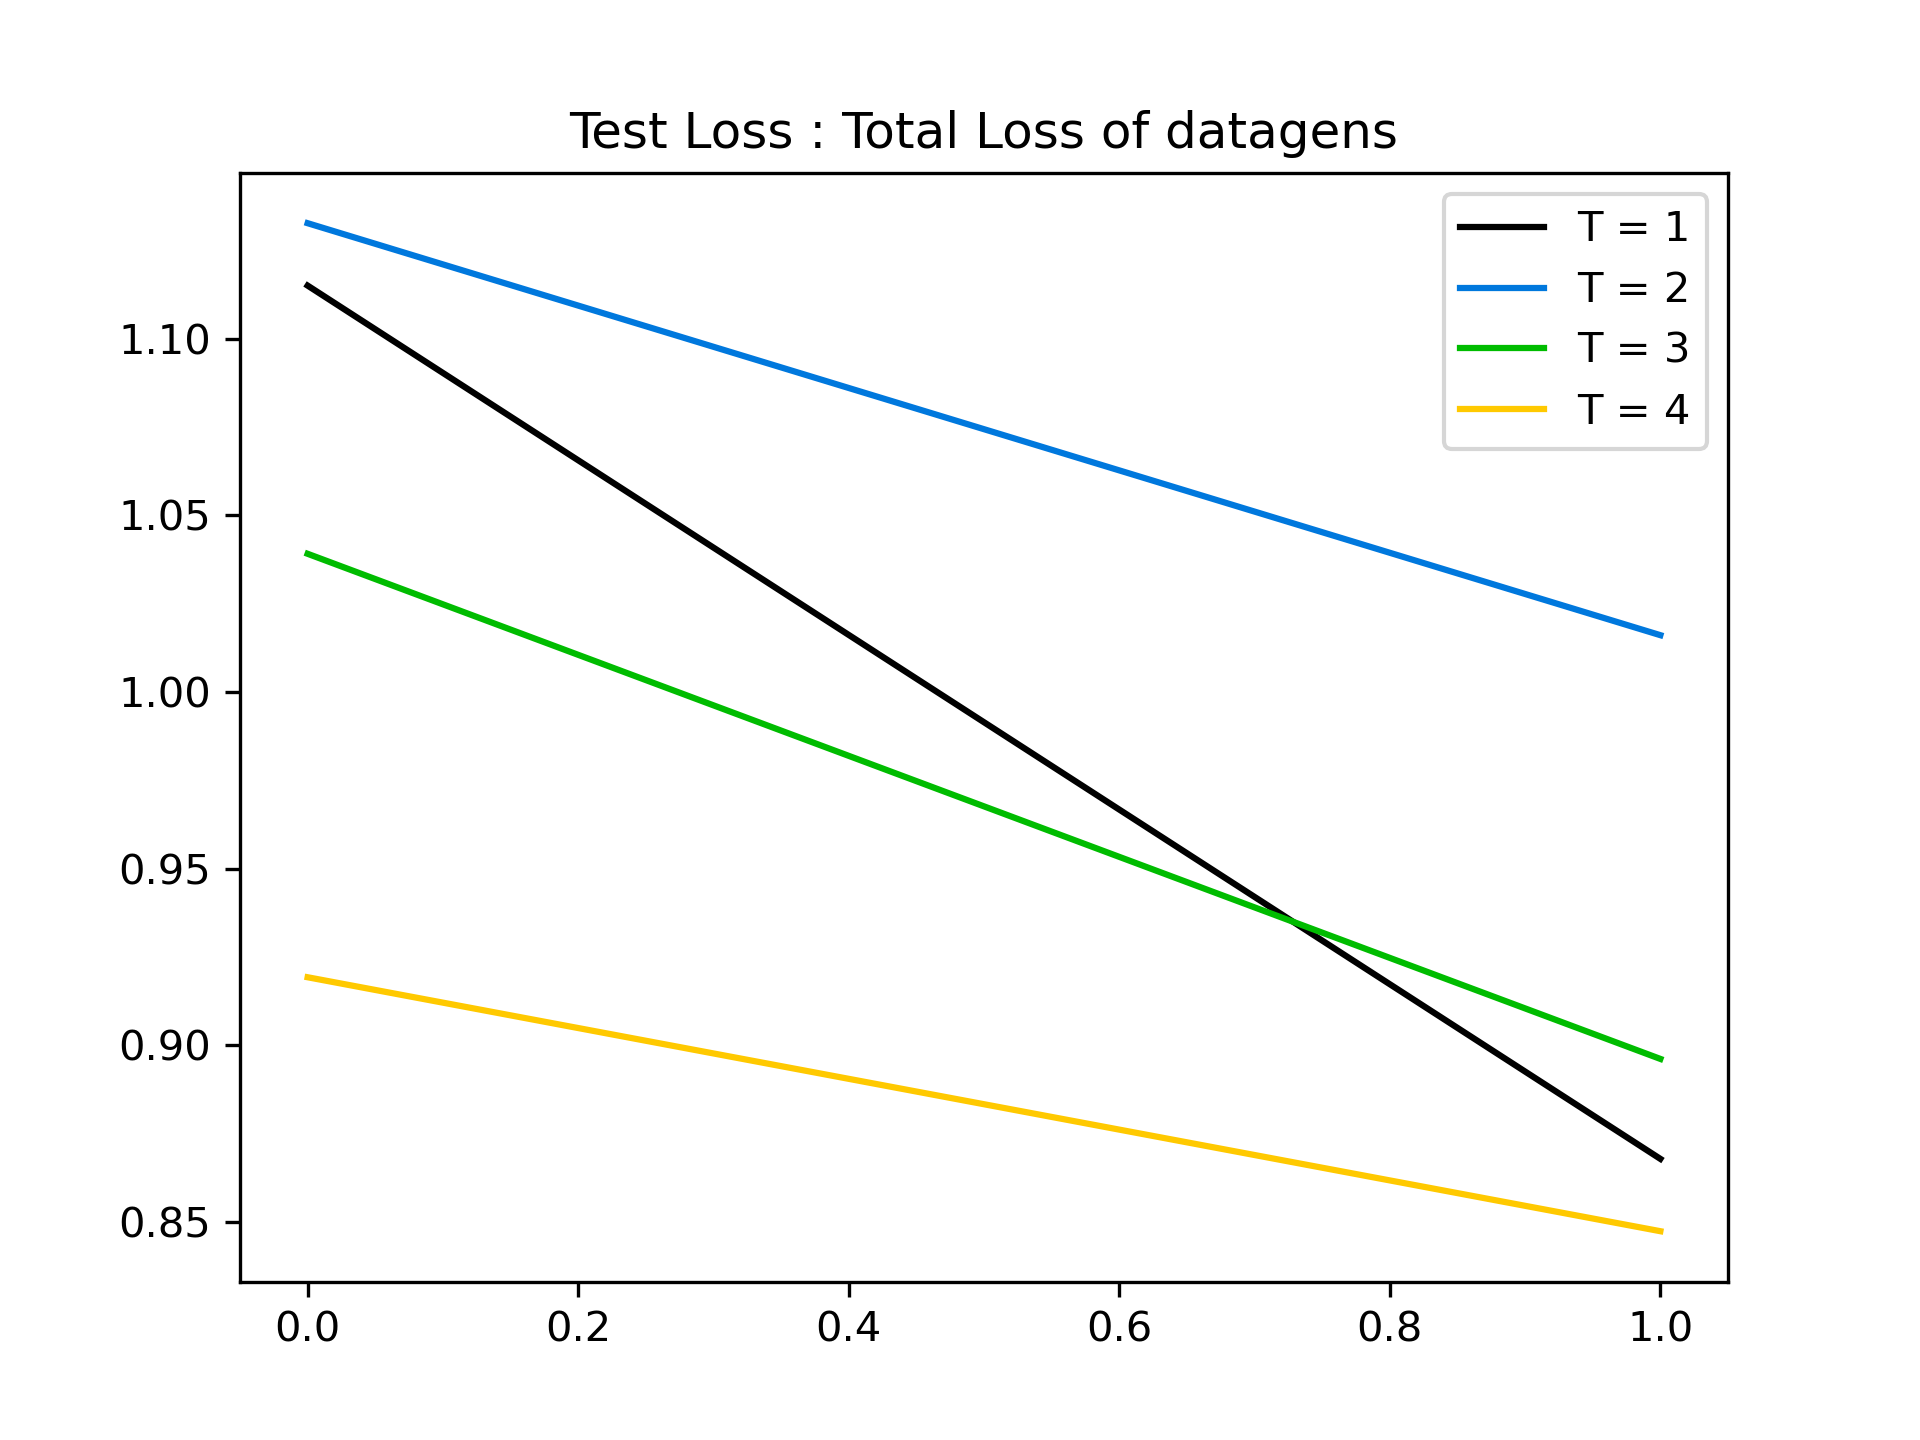 Test Loss : Total Loss of datagens
T = 1
T = 2
T = 3
T = 4
1.10
1.05
1.00
0.95
0.90
0.85
0.0 0.2 0.4 0.6 0.8 1.0